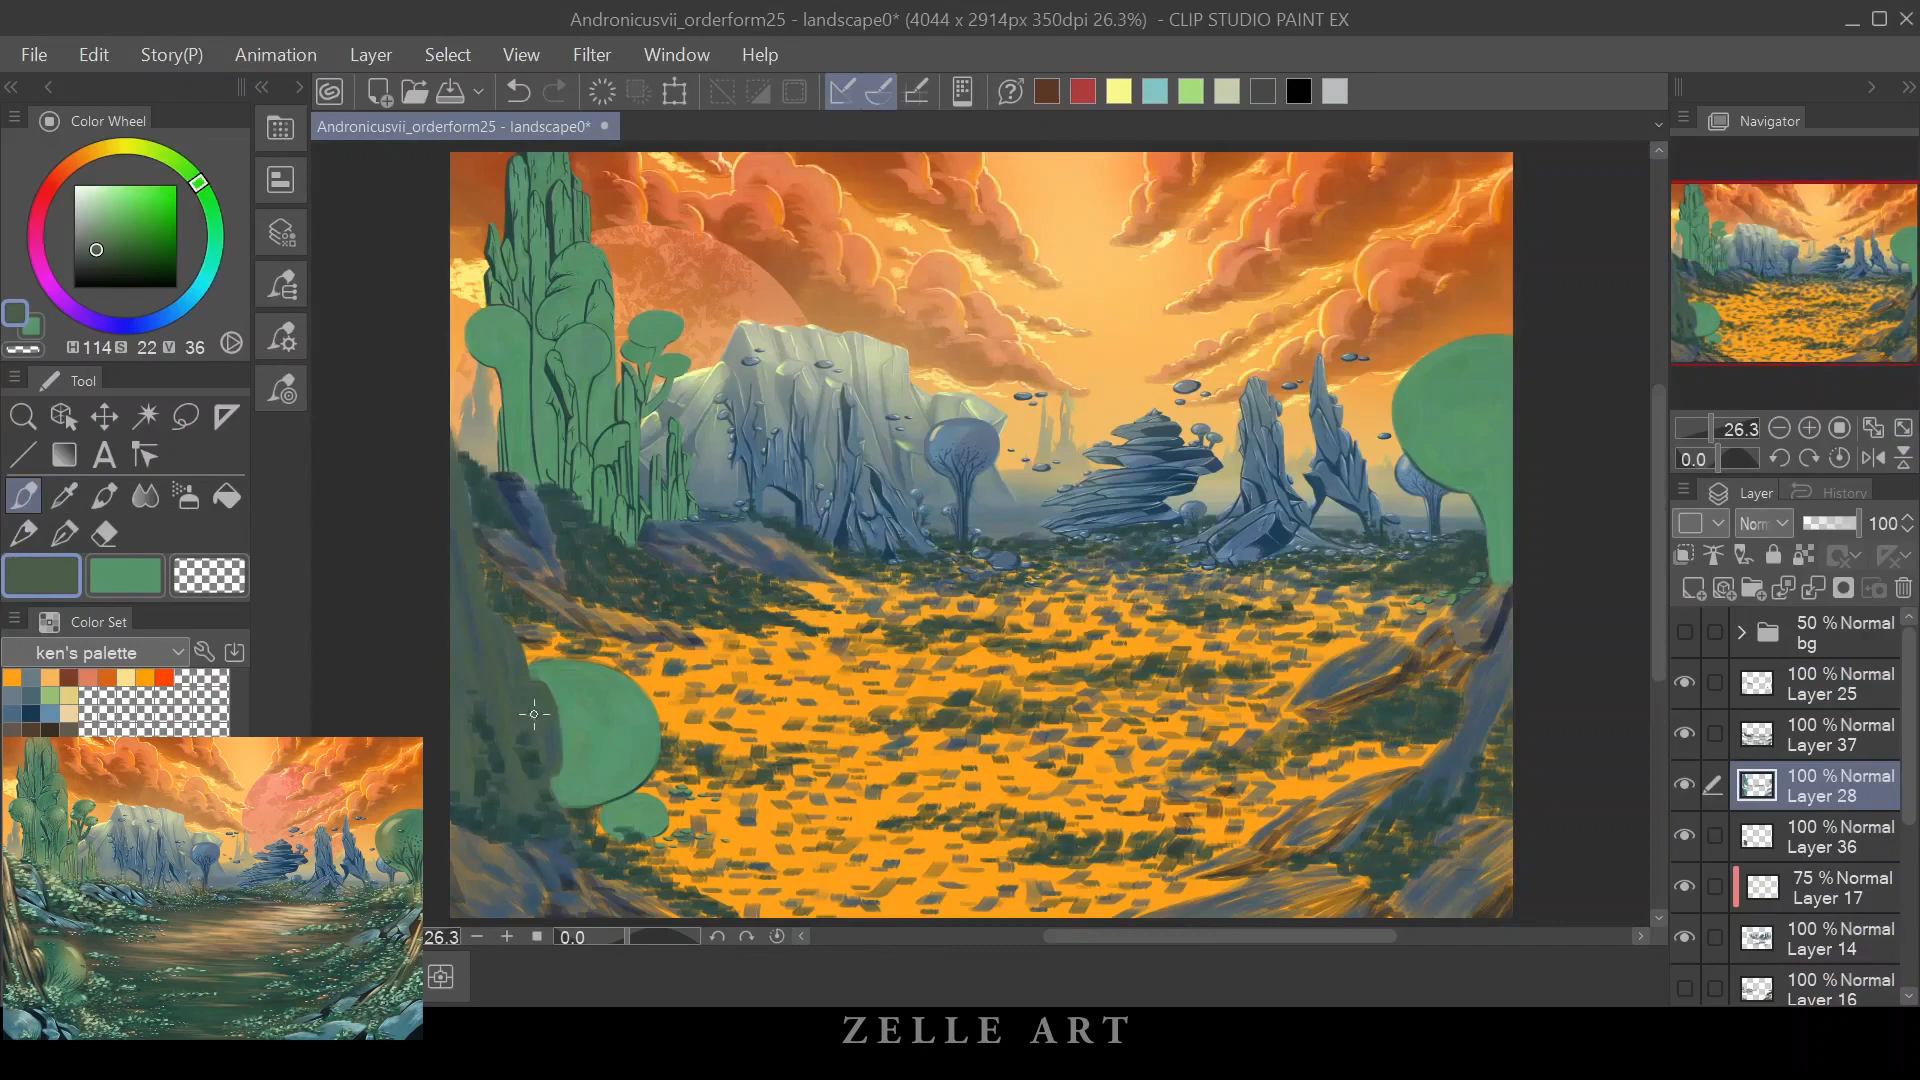 Andronicusvii_orderform25 - landscape0* (4044 x 2914px 350dpi 26.3%) - CLIP STUDIO PAINT EX
File Edit Story(P) Animation Layer Select View Filter Window Help
Andronicusvii_orderform25 - landscape0*
Color Wheel
H 114 S 22 V 36
Tool
A
Color Set
ken's palette
Navigator
26.3
0.0
Layer History
Norm 100
50 % Normal
bg
100 % Normal
Layer 25
100 % Normal
Layer 37
100 % Normal
Layer 28
100 % Normal
Layer 36
75 % Normal
Layer 17
100 % Normal
Layer 14
100 % Normal
Layer 16
26.3 0.0
ZELLE ART